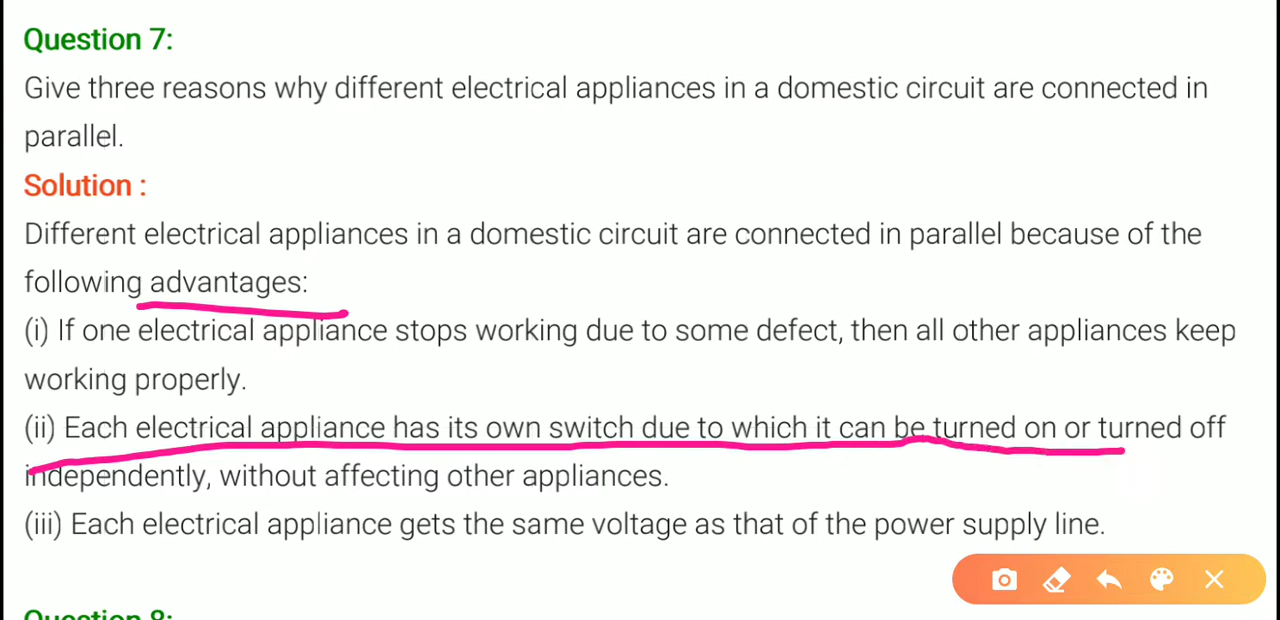 Question 7:
Give three reasons why different electrical appliances in a domestic circuit are connected in
parallel.
Solution :
Different electrical appliances in a domestic circuit are connected in parallel because of the
following advantages:
(i) If one electrical appliance stops working due to some defect, then all other appliances keep
working properly.
(ii) Each electrical appliance has its own switch due to which it can be turned on or turned off
independently, without affecting other appliances.
(iii) Each electrical appliance gets the same voltage as that of the power supply line.
Question 8: